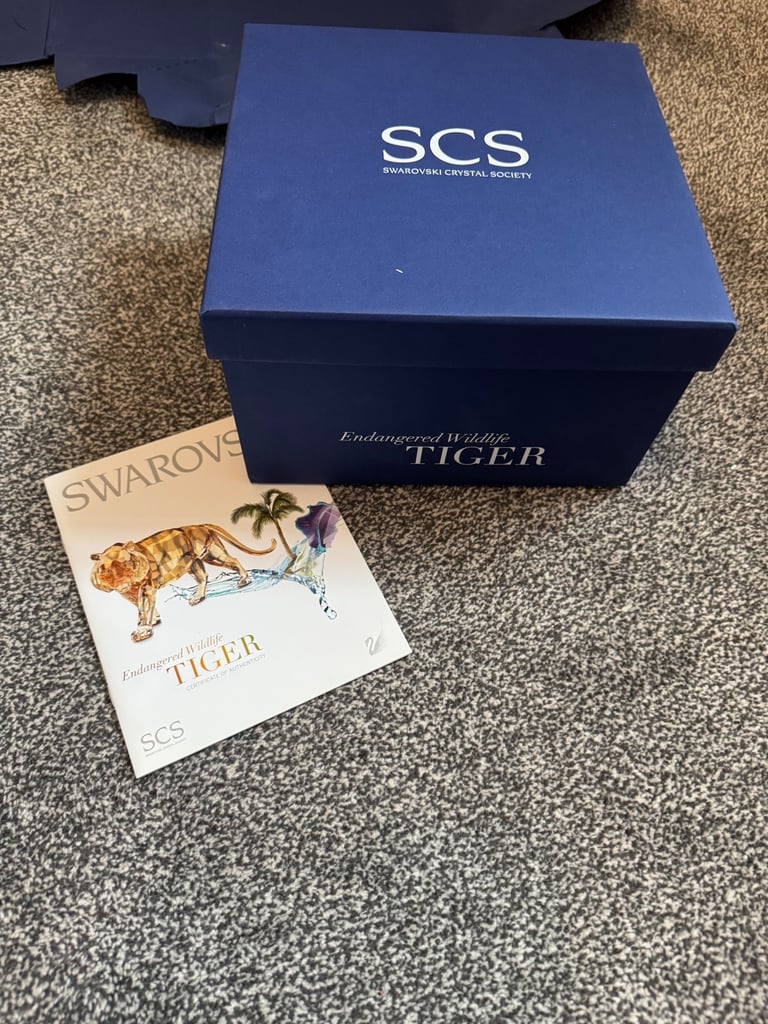 SCS
SWAROVSKI CRYSTAL SOCIETY
Endangered Wildlife
TIGER
SWAROVS
Endangered Wildlife
TIGER
CERTIFICATE OF AUTHENTICITY
SCS